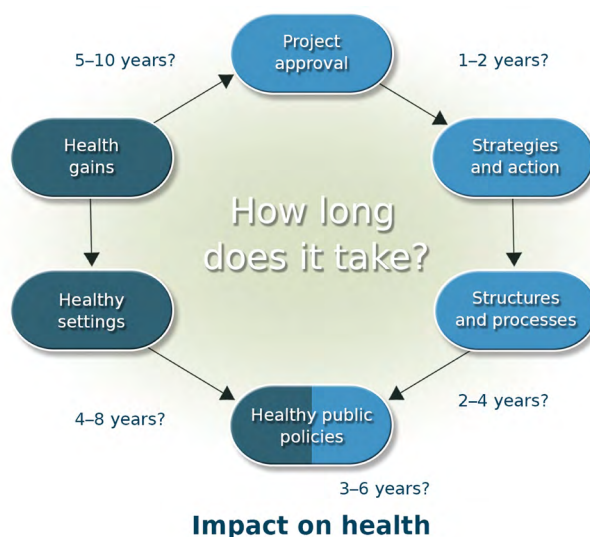 Project
approval
5–10 years?
1–2 years?
Health
gains
Strategies
and action
How long
does it take?
Healthy
settings
Structures
and processes
Healthy public
policies
4–8 years?
2–4 years?
3–6 years?
Impact on health